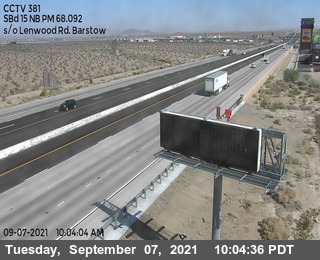 CCTV 381
SBd 15 NB PM 68.092
s/o Lenwood Rd. Barstow
09-07-2021 10:04:04 AM
Tuesday, September 07, 2021 10:04:36 PDT